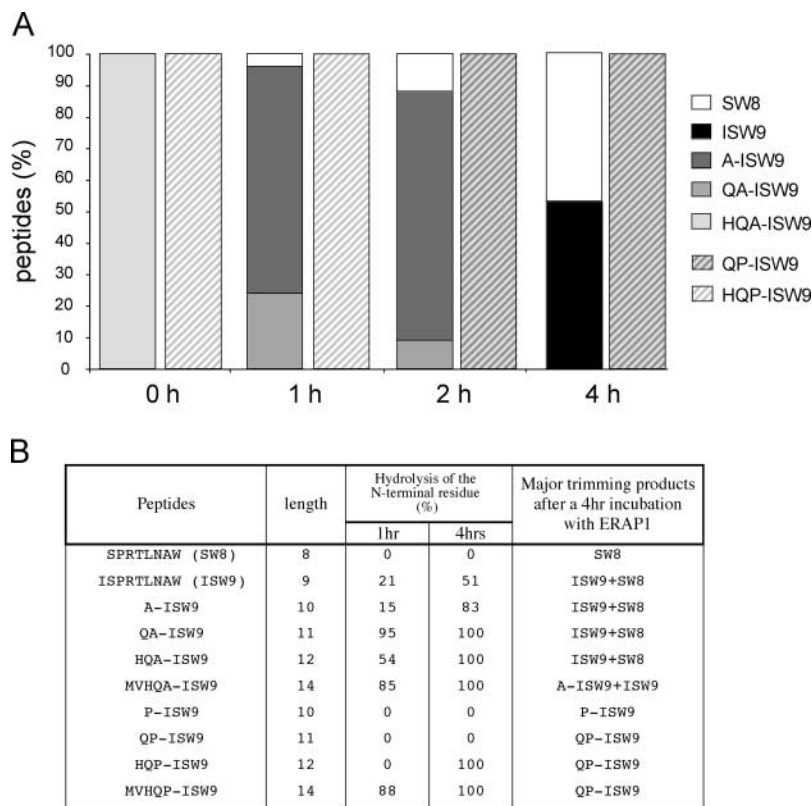 A
100
90
80
70
60
50
40
30
20
10
0
peptides (%)
0 h 1 h 2 h 4 h
SW8
ISW9
A-ISW9
QA-ISW9
HQA-ISW9
QP-ISW9
HQP-ISW9
B
Peptides length Hydrolysis of the N-terminal residue (%) Major trimming products after a 4hr incubation with ERAP1
1hr 4hrs
SPRTLNAW (SW8) 8 0 0 SW8
ISPRTLNAW (ISW9) 9 21 51 ISW9+SW8
A-ISW9 10 15 83 ISW9+SW8
QA-ISW9 11 95 100 ISW9+SW8
HQA-ISW9 12 54 100 ISW9+SW8
MVHQA-ISW9 14 85 100 A-ISW9+ISW9
P-ISW9 10 0 0 P-ISW9
QP-ISW9 11 0 0 QP-ISW9
HQP-ISW9 12 0 100 QP-ISW9
MVHQP-ISW9 14 88 100 QP-ISW9